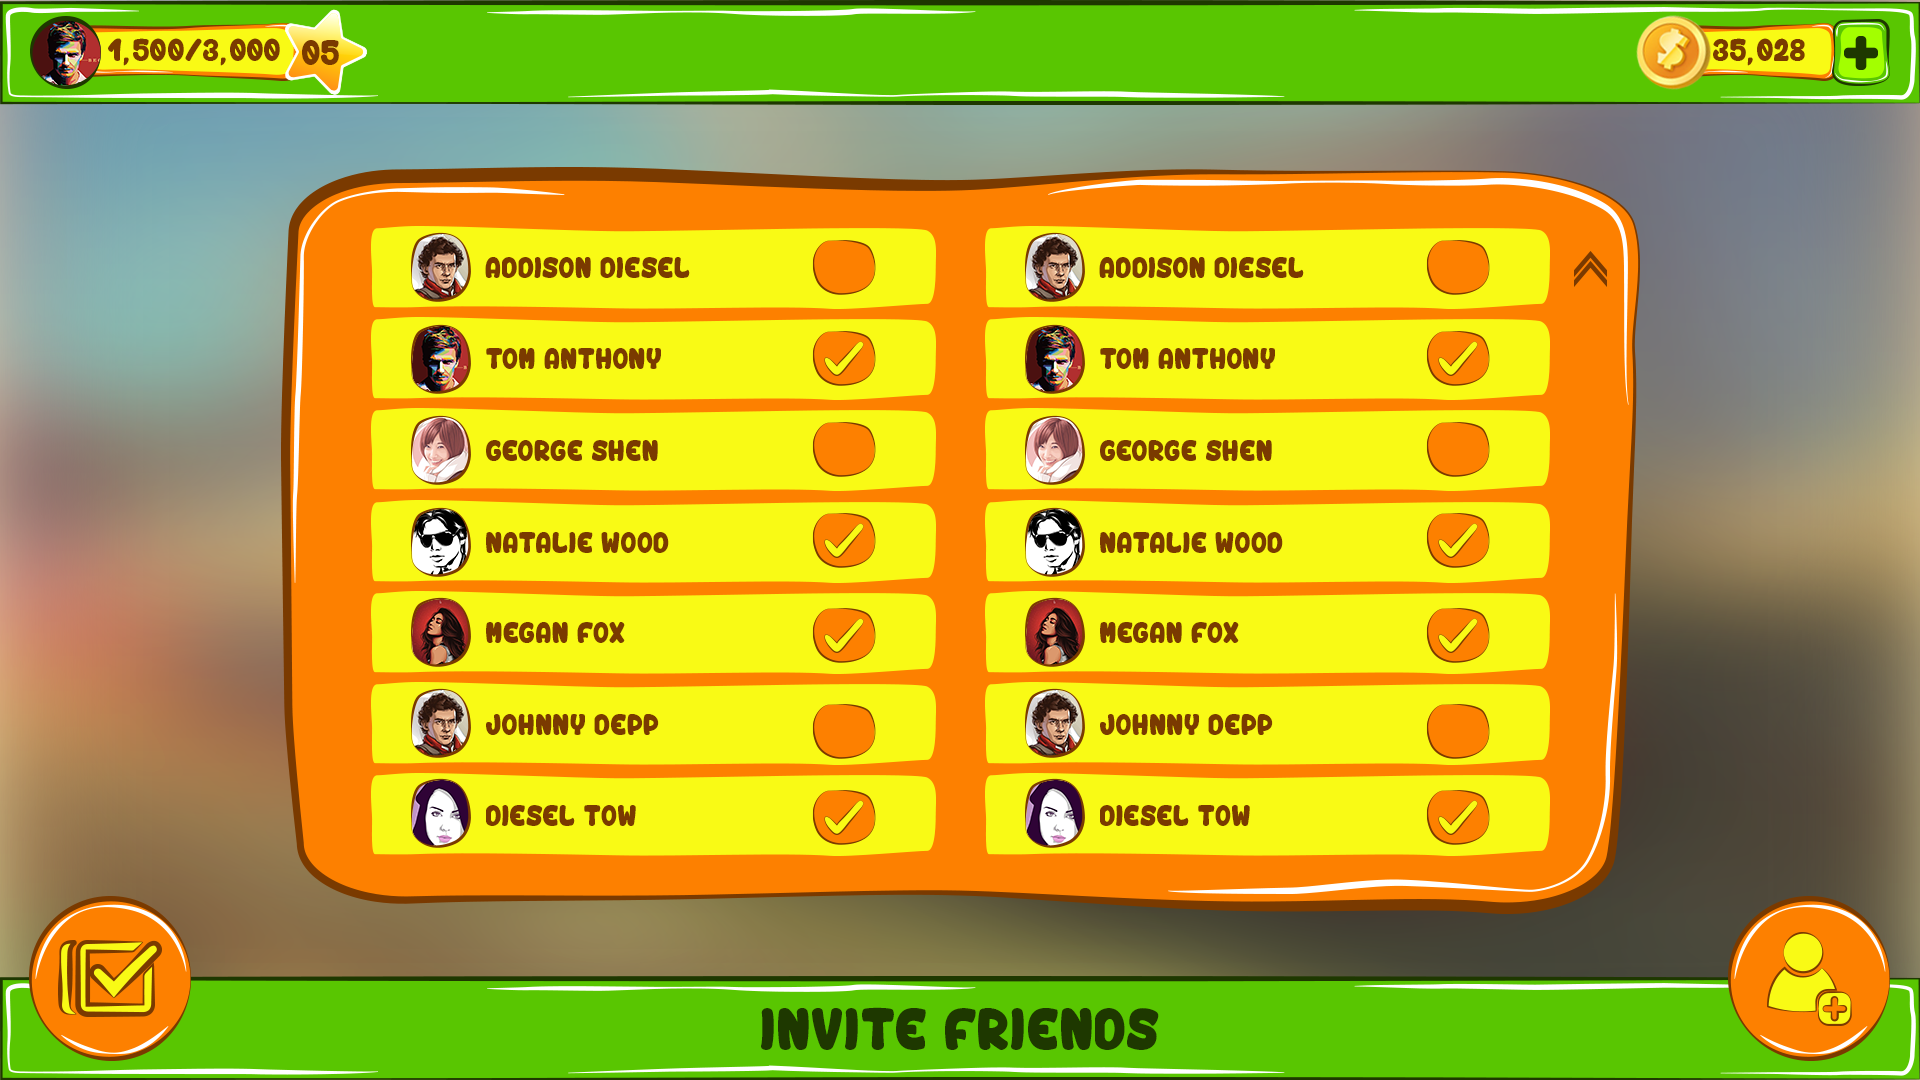 1,500/3,000 05 35,028
ADDISON DIESEL ADDISON DIESEL
TOM ANTHONY TOM ANTHONY
GEORGE SHEN GEORGE SHEN
NATALIE WOOD NATALIE WOOD
MEGAN FOX MEGAN FOX
JOHNNY DEPP JOHNNY DEPP
DIESEL TOW DIESEL TOW
INVITE FRIENDS